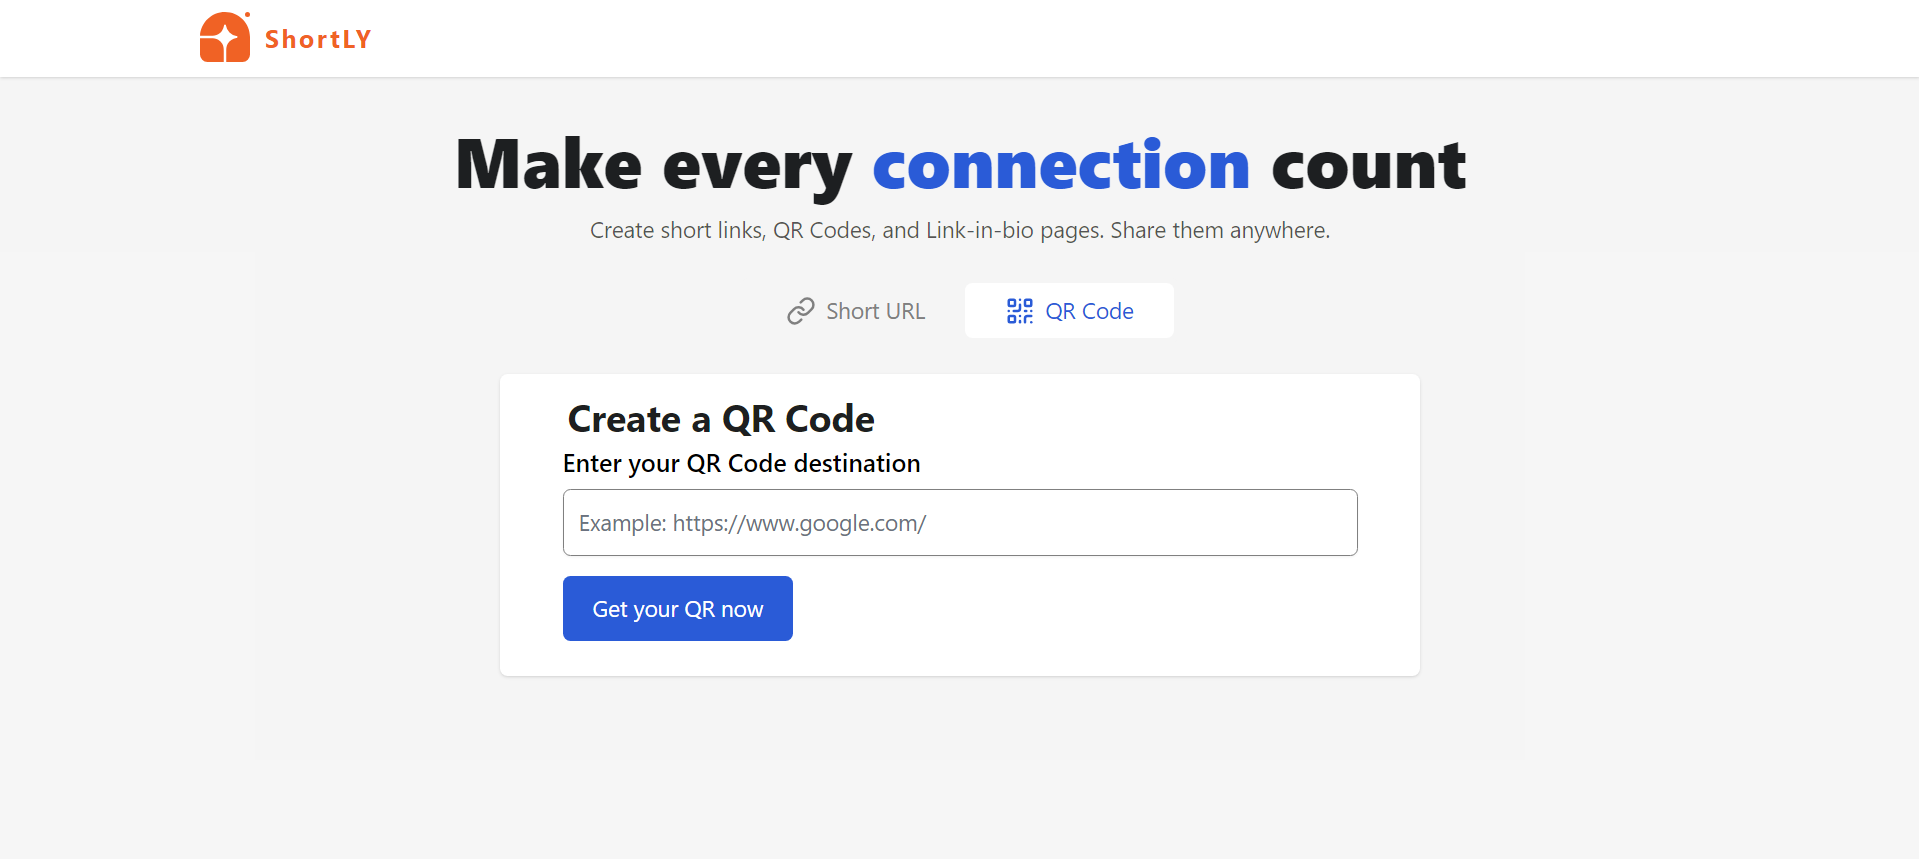 ShortLY
Make every connection count
Create short links, QR Codes, and Link-in-bio pages. Share them anywhere.
Short URL
QR Code
Create a QR Code
Enter your QR Code destination
Example: https://www.google.com/
Get your QR now